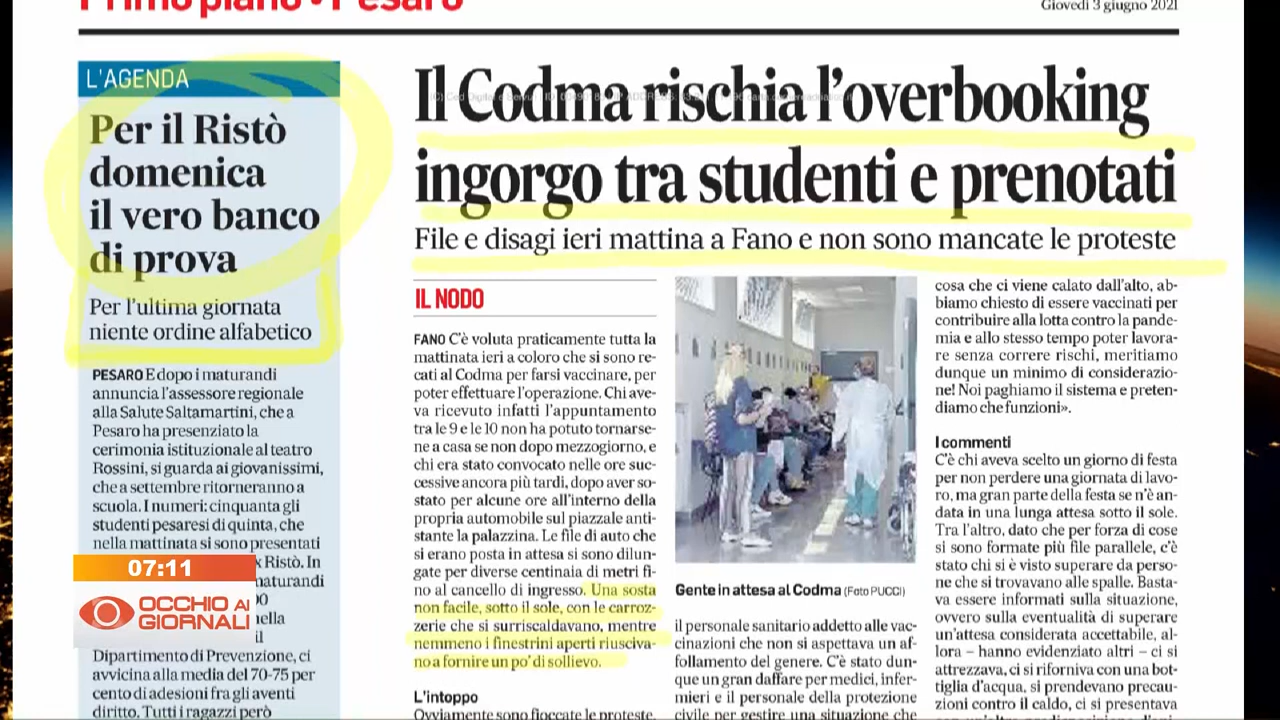 Primo piano • Pesaro
Giovedì 3 giugno 2021
L'AGENDA
Per il Ristò
domenica
il vero banco
di prova
Per l'ultima giornata
niente ordine alfabetico
PESARO E dopo i maturandi
annuncia l'assessore regionale
alla Salute Saltamartini, che a
Pesaro ha presenziato la
cerimonia istituzionale al teatro
Rossini, si guarda ai giovanissimi,
che a settembre ritorneranno a
scuola. I numeri: cinquanta gli
studenti pesaresi di quinta, che
nella mattinata si sono presentati
x Ristò. In
maturandi
00
nella
il
Dipartimento di Prevenzione, ci
avvicina alla media del 70-75 per
cento di adesioni fra gli aventi
diritto. Tutti i ragazzi però
07:11
OCCHIO AI
GIORNALI
Il Codma rischia l'overbooking
ingorgo tra studenti e prenotati
File e disagi ieri mattina a Fano e non sono mancate le proteste
IL NODO
FANO C'è voluta praticamente tutta la
mattinata ieri a coloro che si sono re-
cati al Codma per farsi vaccinare, per
poter effettuare l'operazione. Chi ave-
va ricevuto infatti l'appuntamento
tra le 9 e le 10 non ha potuto tornarse-
ne a casa se non dopo mezzogiorno, e
chi era stato convocato nelle ore suc-
cessive ancora più tardi, dopo aver so-
stato per alcune ore all'interno della
propria automobile sul piazzale anti-
stante la palazzina. Le file di auto che
si erano posta in attesa si sono dilun-
gate per diverse centinaia di metri fi-
no al cancello di ingresso. Una sosta
non facile, sotto il sole, con le carroz-
zerie che si surriscaldavano, mentre
nemmeno i finestrini aperti riusciva-
no a fornire un po' di sollievo.
L'intoppo
Ovviamente sono fioccate le proteste.
Gente in attesa al Codma (Foto PUCCI)
il personale sanitario addetto alle vac-
cinazioni che non si aspettava un af-
follamento del genere. C'è stato dun-
que un gran daffare per medici, infer-
mieri e il personale della protezione
civile per gestire una situazione che
cosa che ci viene calato dall'alto, ab-
biamo chiesto di essere vaccinati per
contribuire alla lotta contro la pande-
mia e allo stesso tempo poter lavora-
re senza correre rischi, meritiamo
dunque un minimo di considerazio-
ne! Noi paghiamo il sistema e preten-
diamo che funzioni».
I commenti
C'è chi aveva scelto un giorno di festa
per non perdere una giornata di lavo-
ro, ma gran parte della festa se n'è an-
data in una lunga attesa sotto il sole.
Tra l'altro, dato che per forza di cose
si sono formate più file parallele, c'è
stato chi si è visto superare da perso-
ne che si trovavano alle spalle. Basta-
va essere informati sulla situazione,
ovvero sulla eventualità di superare
un'attesa considerata accettabile, al-
lora – hanno evidenziato altri – ci si
attrezzava, ci si riforniva con una bot-
tiglia d'acqua, si prendevano precau-
zioni contro il caldo, ci si presentava